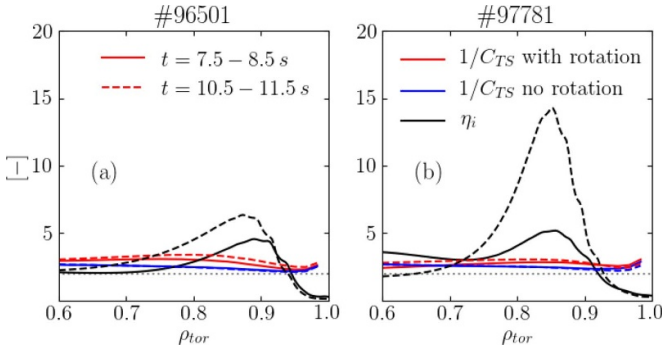 #96501
20
15
10
5
0
[−]
0.6 0.7 0.8 0.9 1.0
ρ_tor
t = 7.5 − 8.5 s
t = 10.5 − 11.5 s
(a)
#97781
20
15
10
5
0
0.6 0.7 0.8 0.9 1.0
ρ_tor
1/C_TS with rotation
1/C_TS no rotation
η_i
(b)